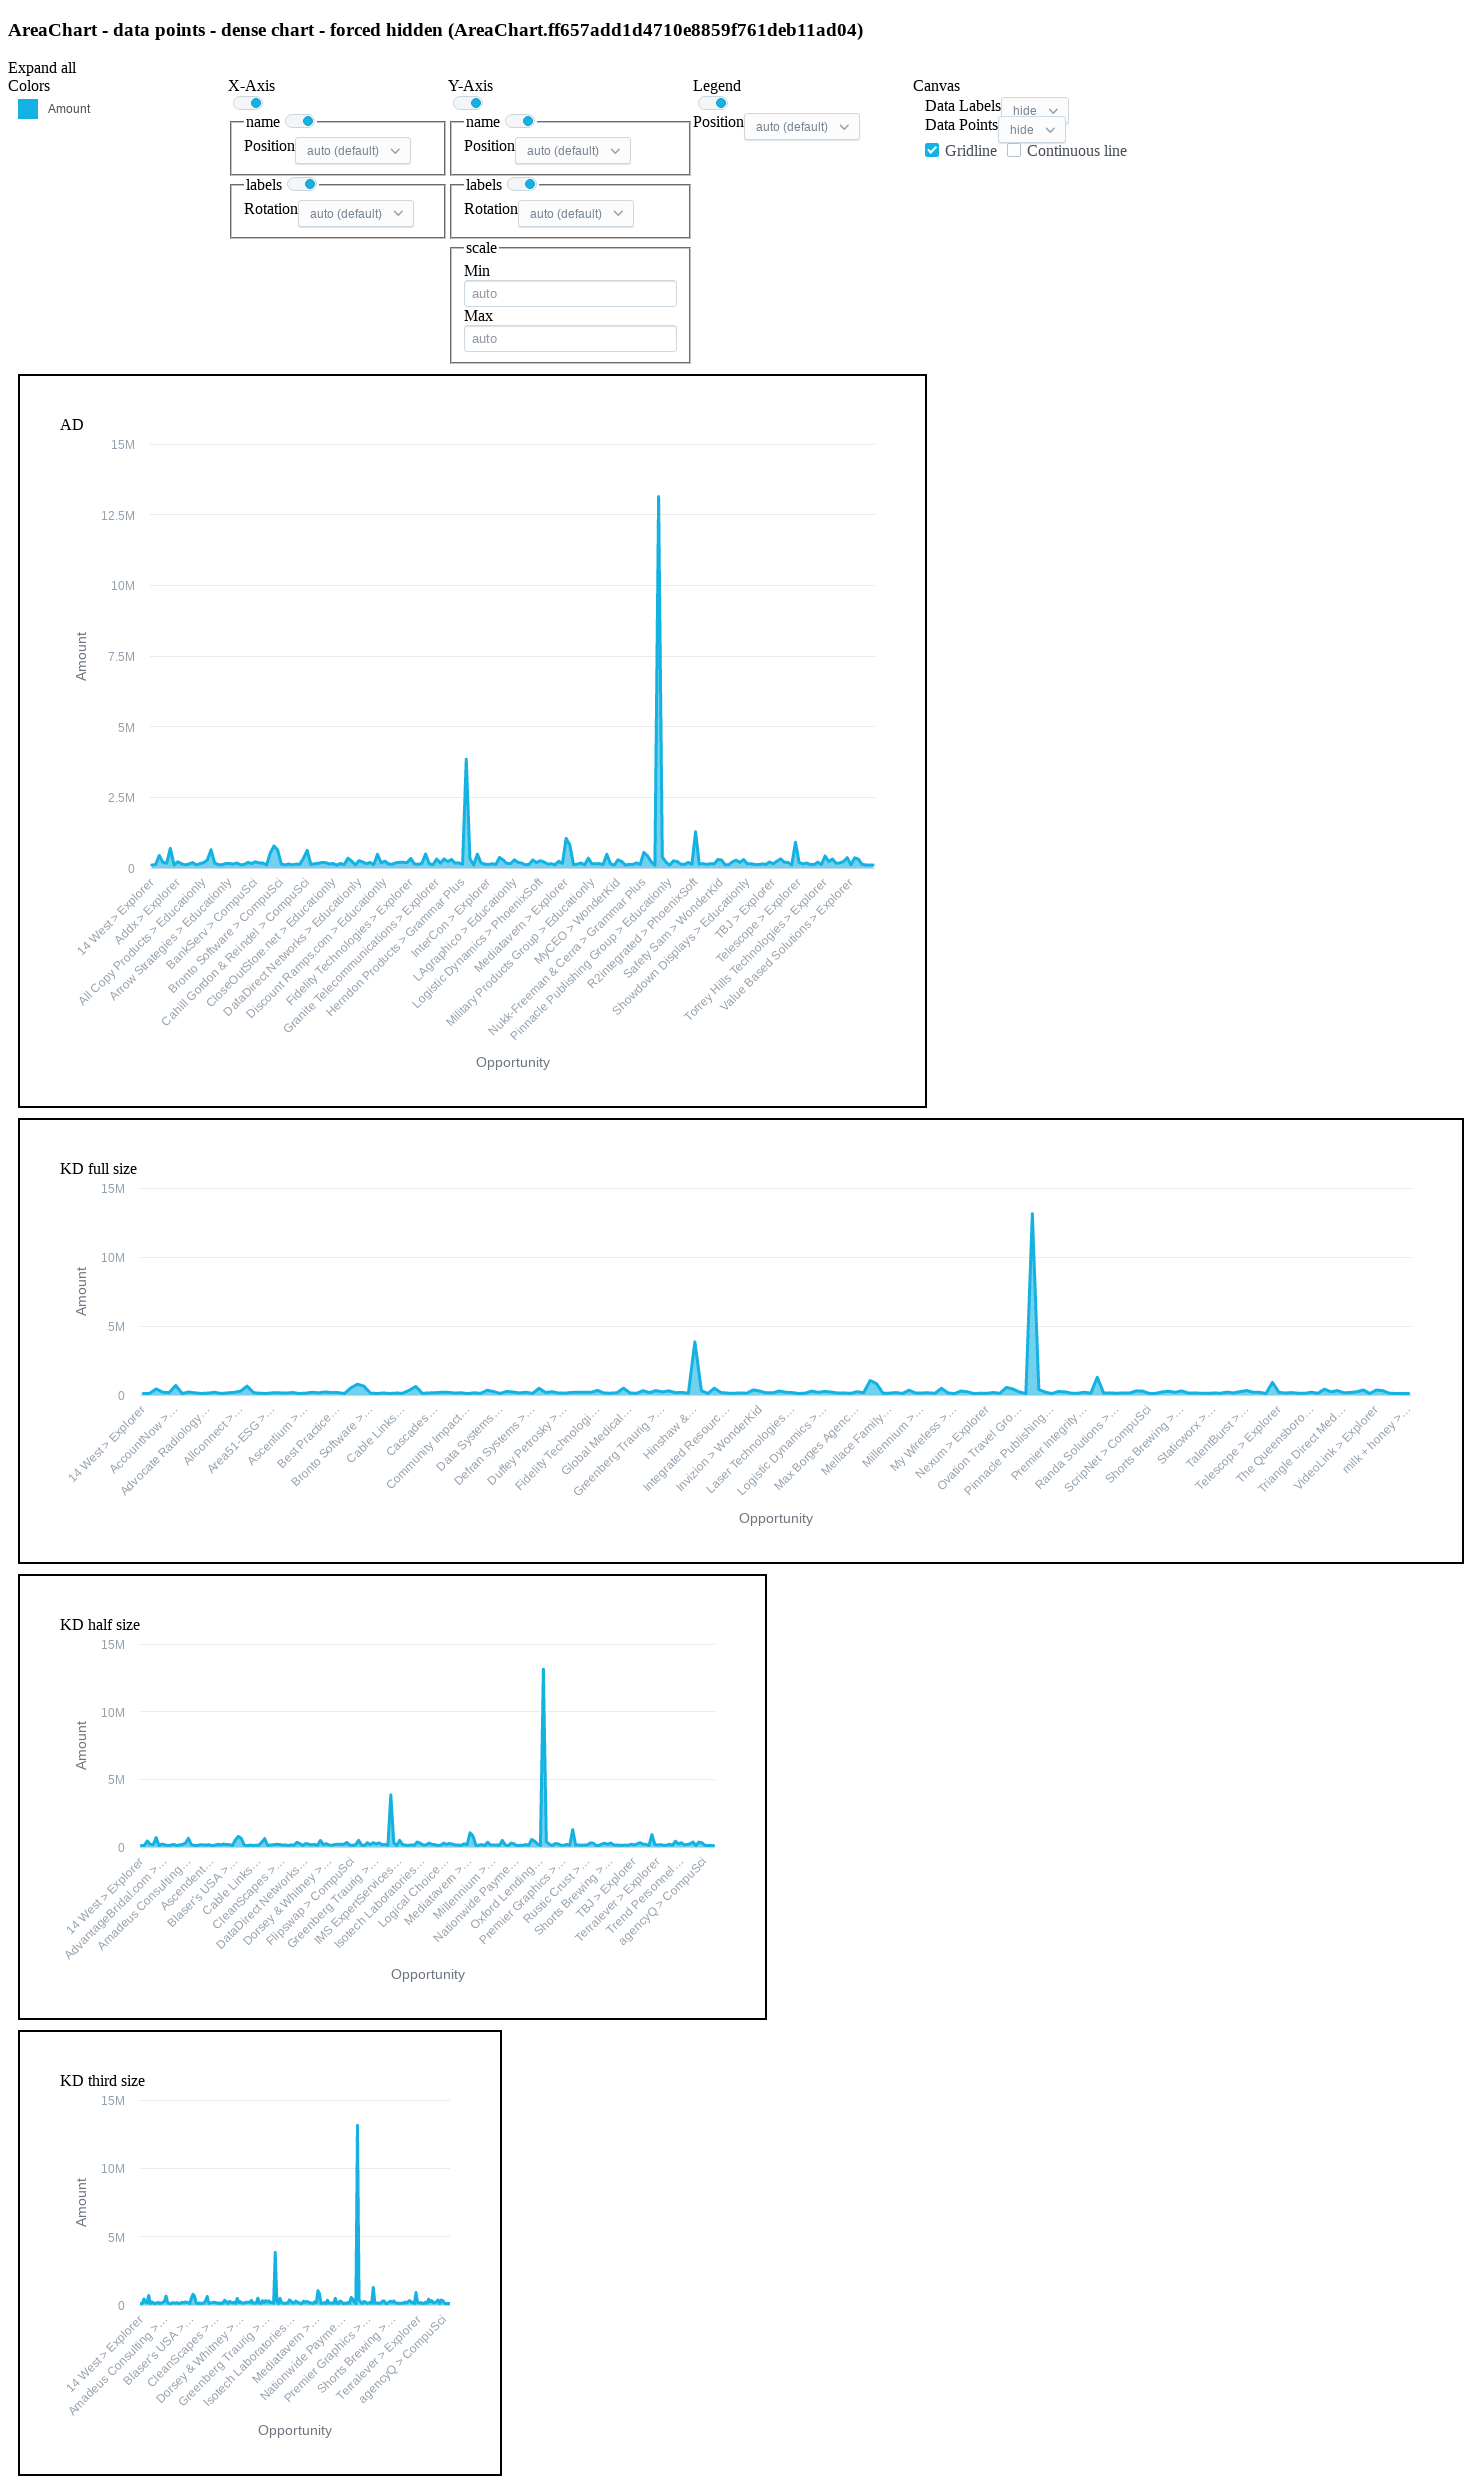 AreaChart - data points - dense chart - forced hidden (AreaChart.ff657add1d4710e8859f761deb11ad04)
Expand all
Colors
Amount
X-Axis
name
Position auto (default)
labels
Rotation auto (default)
Y-Axis
name
Position auto (default)
labels
Rotation auto (default)
scale
Min
auto
Max
auto
Legend
Position auto (default)
Canvas
Data Labels hide
Data Points hide
Gridline Continuous line
AD
15M
12.5M
10M
7.5M
5M
2.5M
0
Amount
14 West > Explorer
Addx > Explorer
All Copy Products > Educationly
Arrow Strategies > Educationly
BankServ > CompuSci
Bronto Software > CompuSci
Cahill Gordon & Reindel > CompuSci
CloseOutStore.net > Educationly
DataDirect Networks > Educationly
Discount Ramps.com > Educationly
Fidelity Technologies > Explorer
Granite Telecommunications > Explorer
Herndon Products > Grammar Plus
InterCon > Explorer
LAgraphico > Educationly
Logistic Dynamics > PhoenixSoft
Mediatavern > Explorer
Military Products Group > Educationly
MyCEO > WonderKid
Nukk-Freeman & Cerra > Grammar Plus
Pinnacle Publishing Group > Educationly
R2integrated > PhoenixSoft
Safety Sam > WonderKid
Showdown Displays > Educationly
TBJ > Explorer
Telescope > Explorer
Torrey Hills Technologies > Explorer
Value Based Solutions > Explorer
Opportunity
KD full size
15M
10M
5M
0
Amount
14 West > Explorer
AccountNow >…
Advocate Radiology…
Allconnect >…
Area51-ESG >…
Ascentium >…
Best Practice…
Bronto Software >…
Cable Links…
Cascades…
Community Impact…
Data Systems…
Defran Systems >…
Duffey Petrosky >…
Fidelity Technologi…
Global Medical…
Greenberg Traurig >…
Hinshaw &…
Integrated Resourc…
Invizion > WonderKid
Laser Technologies…
Logistic Dynamics >…
Max Borges Agenc…
Mellace Family…
Millennium >…
My Wireless >…
Nexum > Explorer
Ovation Travel Gro…
Pinnacle Publishing…
Premier Integrity…
Randa Solutions >…
ScripNet > CompuSci
Shorts Brewing >…
Staticworx >…
TalentBurst >…
Telescope > Explorer
The Queensboro…
Triangle Direct Med…
VideoLink > Explorer
milk + honey >…
Opportunity
KD half size
15M
10M
5M
0
Amount
14 West > Explorer
AdvantageBridal.com >…
Amadeus Consulting…
Ascendent…
Blaser's USA >…
Cable Links…
CleanScapes >…
DataDirect Networks…
Dorsey & Whitney >…
Flipswap > CompuSci
Greenberg Traurig >…
IMS ExpertServices…
Isotech Laboratories…
Logical Choice…
Mediatavern >…
Millennium >…
Nationwide Payme…
Oxford Lending…
Premier Graphics >…
Rustic Crust >…
Shorts Brewing >…
TBJ > Explorer
Terralever > Explorer
Trend Personnel…
agencyQ > CompuSci
Opportunity
KD third size
15M
10M
5M
0
Amount
14 West > Explorer
Amadeus Consulting >…
Blaser's USA >…
CleanScapes >…
Dorsey & Whitney >…
Greenberg Traurig >…
Isotech Laboratories…
Mediatavern >…
Nationwide Payme…
Premier Graphics >…
Shorts Brewing >…
Terralever > Explorer
agencyQ > CompuSci
Opportunity